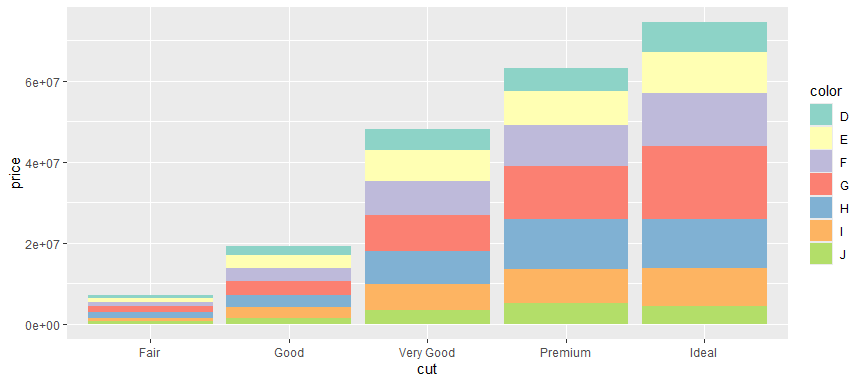 price
6e+07
4e+07
2e+07
0e+00
Fair
Good
Very Good
Premium
Ideal
cut
color
D
E
F
G
H
I
J